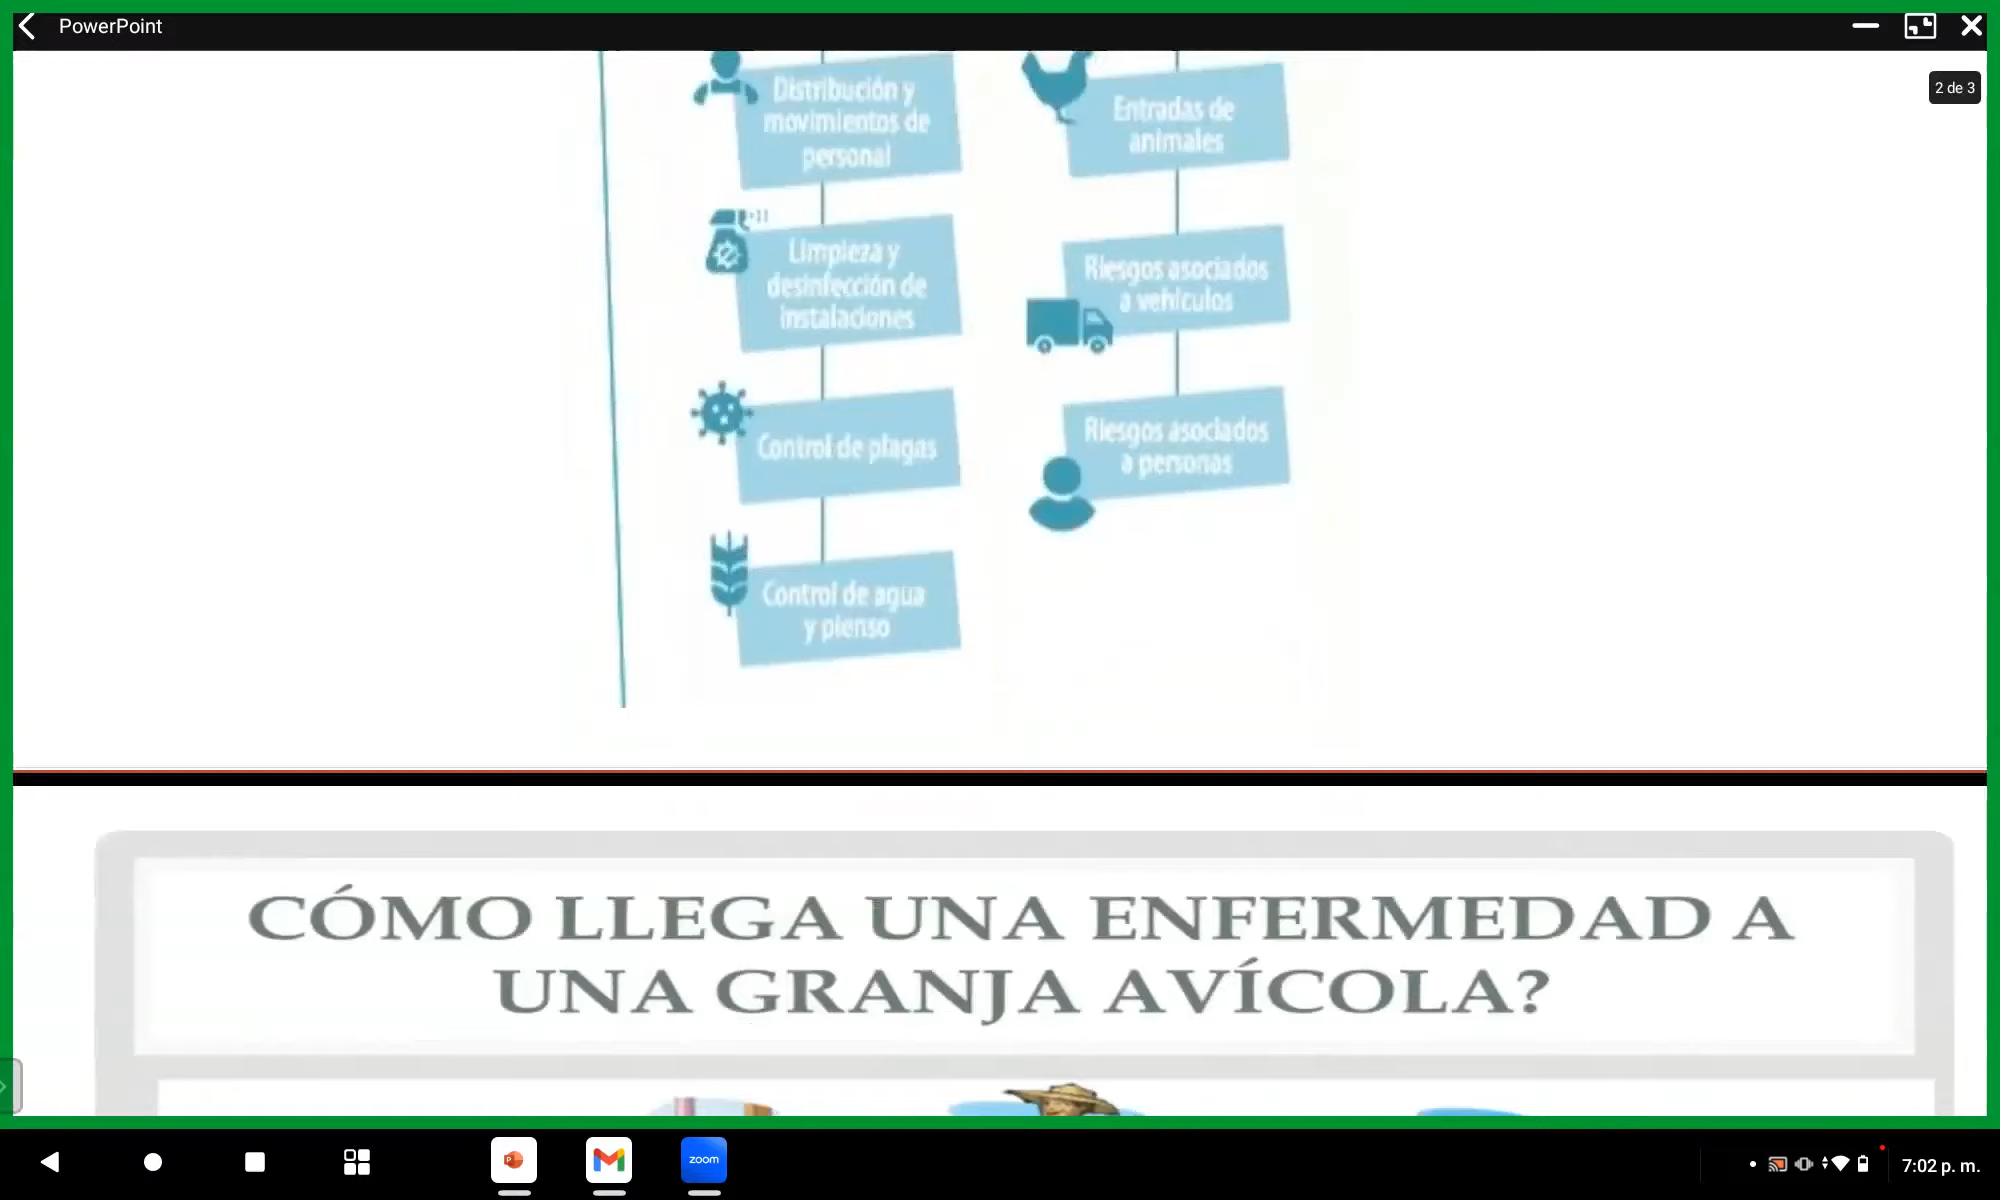 PowerPoint
2 de 3
Distribución y
movimientos de
personal
Entradas de
animales
Limpieza y
desinfección de
instalaciones
Riesgos asociados
a vehículos
Control de plagas
Riesgos asociados
a personas
Control de agua
y pienso
CÓMO LLEGA UNA ENFERMEDAD A
UNA GRANJA AVÍCOLA?
P
zoom
7:02 p. m.